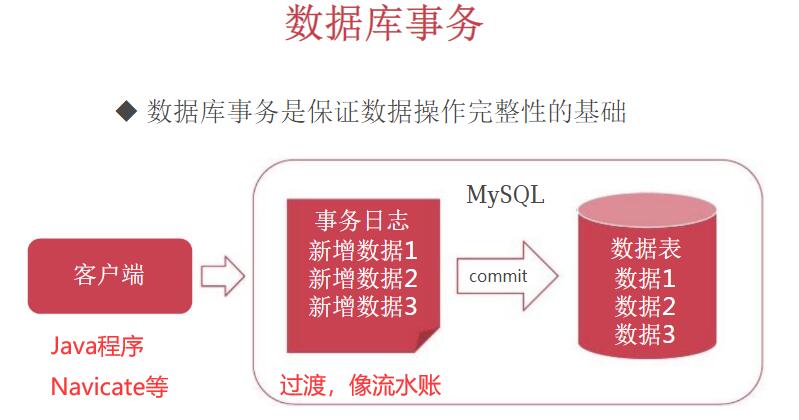 数据库事务
◆ 数据库事务是保证数据操作完整性的基础
MySQL
事务日志
新增数据1
新增数据2
新增数据3
客户端
commit
数据表
数据1
数据2
数据3
Java程序
Navicate等
过渡，像流水账